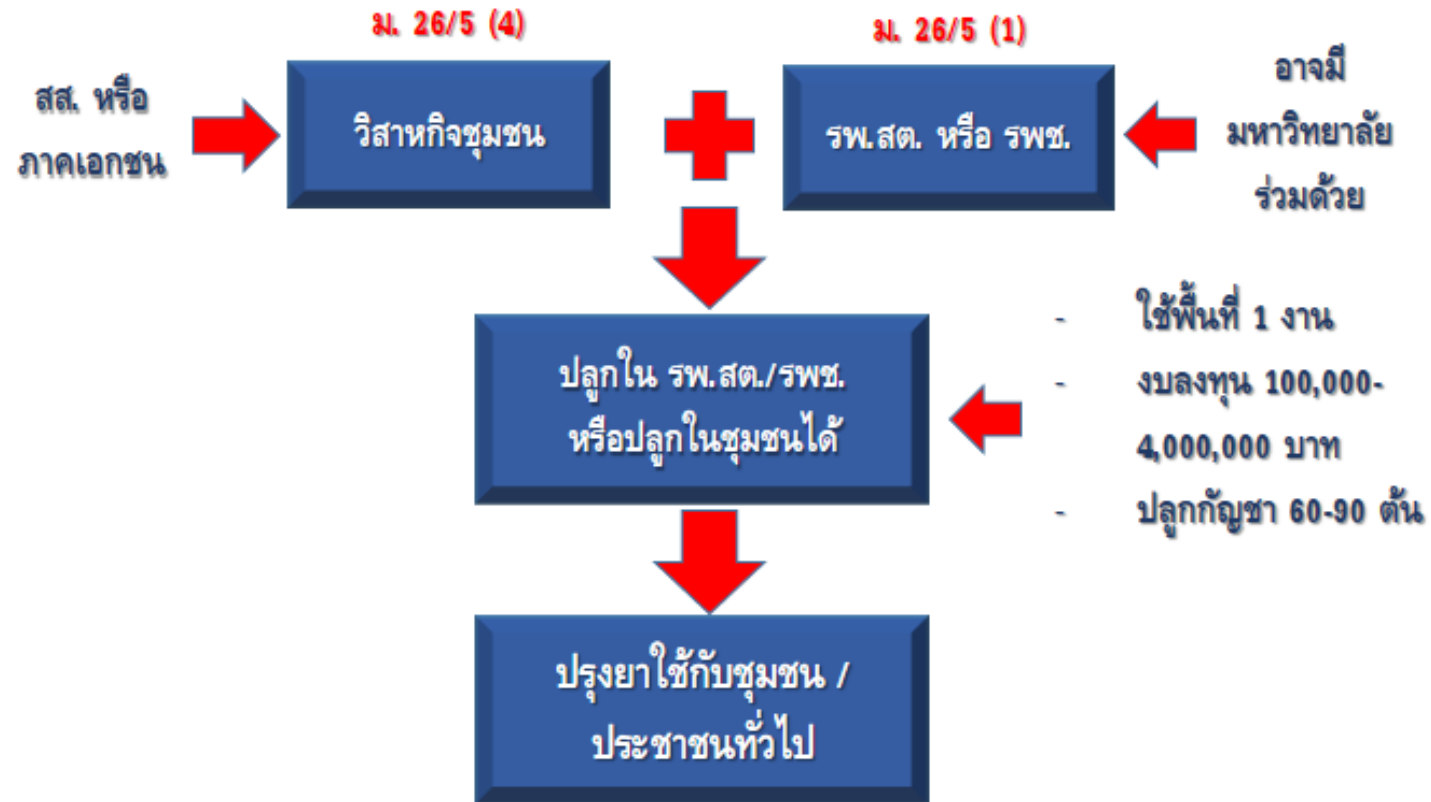 ม. 26/5 (4)
ม. 26/5 (1)
สส. หรือ
ภาคเอกชน
วิสาหกิจชุมชน
รพ.สต. หรือ รพช.
อาจมี
มหาวิทยาลัย
ร่วมด้วย
ปลูกใน รพ.สต./รพช.
หรือปลูกในชุมชนได้
- ใช้พื้นที่ 1 งาน
- งบลงทุน 100,000-
4,000,000 บาท
- ปลูกกัญชา 60-90 ต้น
ปรุงยาใช้กับชุมชน /
ประชาชนทั่วไป